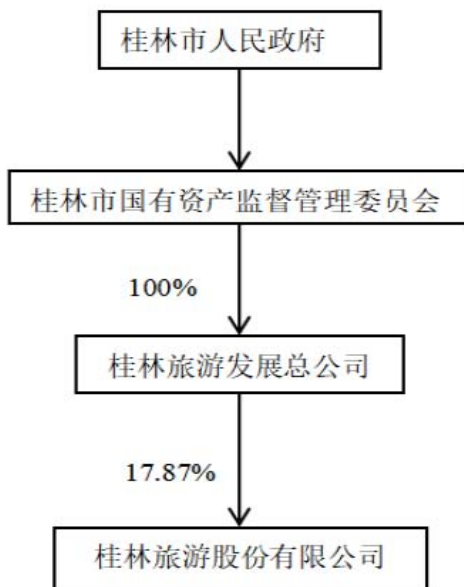 桂林市人民政府
桂林市国有资产监督管理委员会
100%
桂林旅游发展总公司
17.87%
桂林旅游股份有限公司